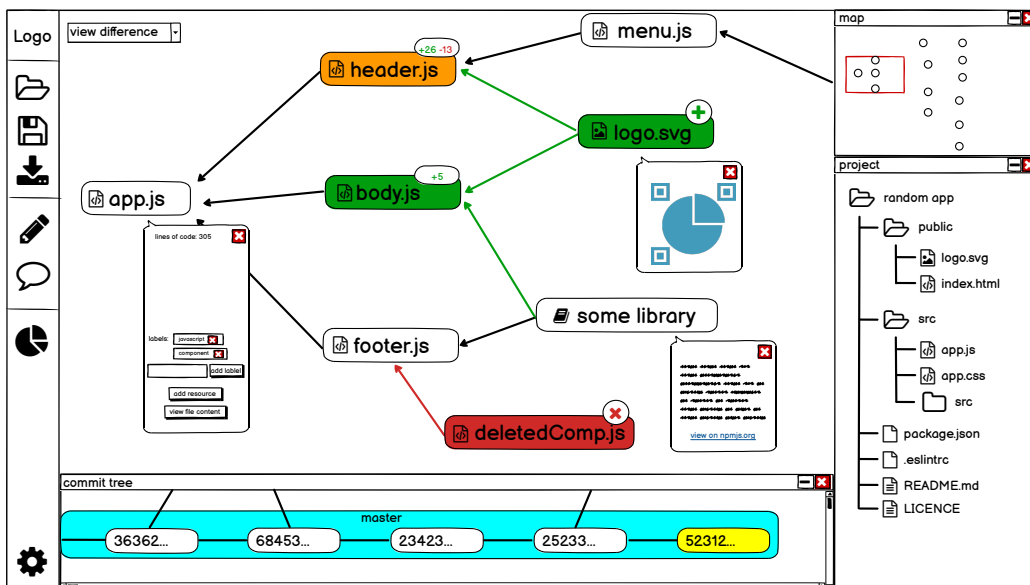 Logo
view difference
+26 -13
header.js
menu.js
logo.svg
+5
body.js
app.js
lines of code: 305
labels:
javascript
component
add lablel
add resource
view file content
some library
footer.js
view on npmjs.org
deletedComp.js
commit tree
master
36362...
68453...
23423...
25233...
52312...
map
project
random app
public
logo.svg
index.html
src
app.js
app.css
src
package.json
.eslintrc
README.md
LICENCE